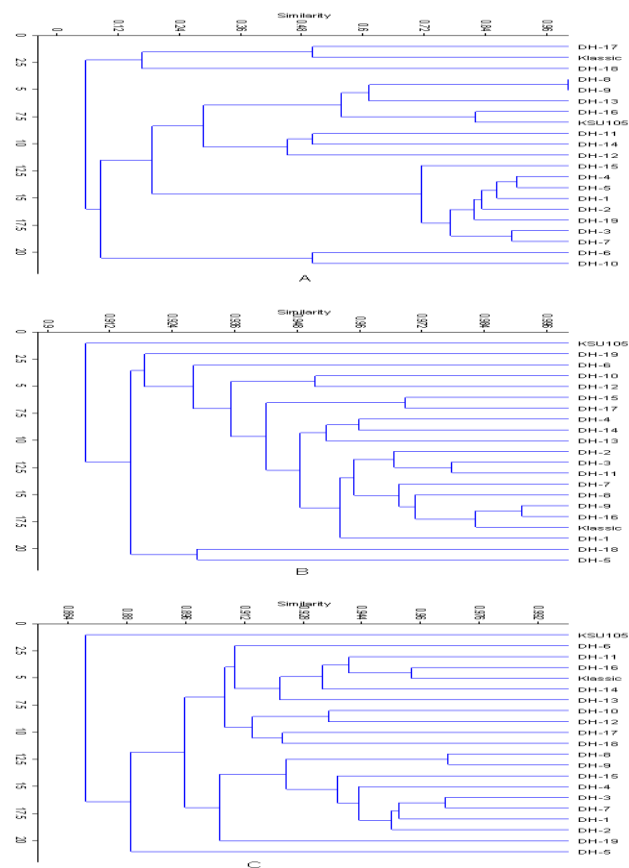 Similarity
0 0.12 0.24 0.36 0.48 0.6 0.72 0.84 0.96
0
2.5
5
7.5
10
12.5
15
17.5
20
DH-17
Klassic
DH-18
DH-8
DH-9
DH-13
DH-16
KSU105
DH-11
DH-14
DH-12
DH-15
DH-4
DH-5
DH-1
DH-2
DH-19
DH-3
DH-7
DH-6
DH-10
A
Similarity
0.9 0.912 0.924 0.936 0.948 0.96 0.972 0.984 0.996
0
2.5
5
7.5
10
12.5
15
17.5
20
KSU105
DH-19
DH-6
DH-10
DH-12
DH-15
DH-17
DH-4
DH-14
DH-13
DH-2
DH-3
DH-11
DH-7
DH-8
DH-9
DH-16
Klassic
DH-1
DH-18
DH-5
B
Similarity
0.864 0.88 0.896 0.912 0.928 0.944 0.96 0.976 0.992
0
2.5
5
7.5
10
12.5
15
17.5
20
KSU105
DH-6
DH-11
DH-16
Klassic
DH-14
DH-13
DH-10
DH-12
DH-17
DH-18
DH-8
DH-9
DH-15
DH-4
DH-3
DH-7
DH-1
DH-2
DH-19
DH-5
C